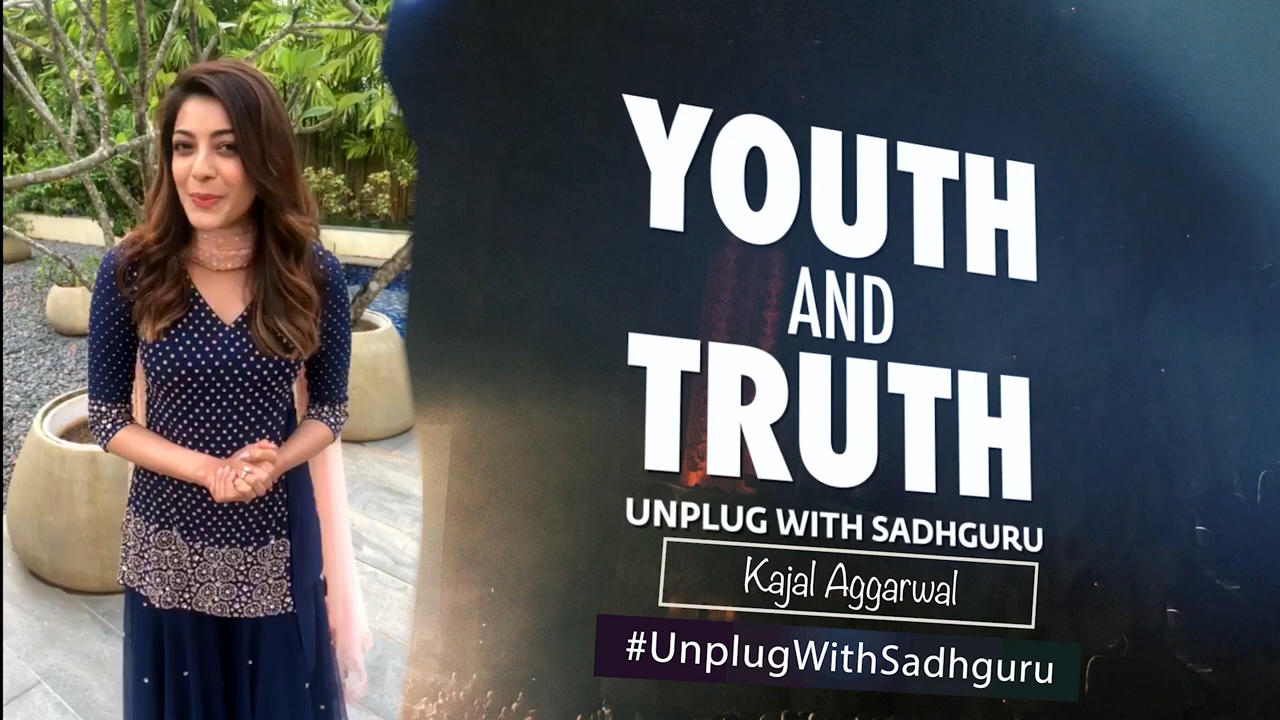 YOUTH
AND
TRUTH
UNPLUG WITH SADHGURU
Kajal Aggarwal
#UnplugWithSadhguru